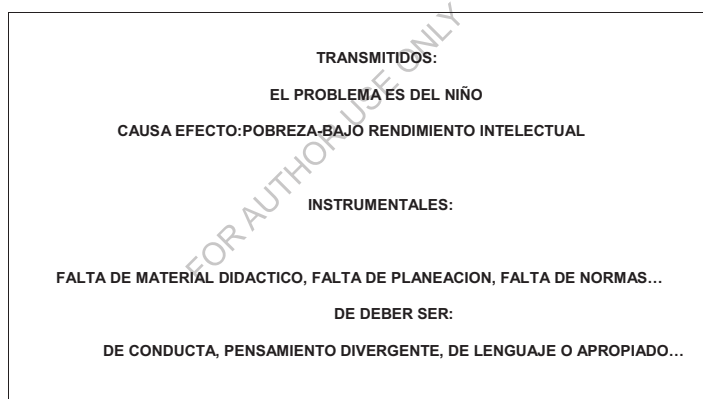 TRANSMITIDOS:
EL PROBLEMA ES DEL NIÑO
CAUSA EFECTO:POBREZA-BAJO RENDIMIENTO INTELECTUAL
INSTRUMENTALES:
FALTA DE MATERIAL DIDACTICO, FALTA DE PLANEACION, FALTA DE NORMAS…
DE DEBER SER:
DE CONDUCTA, PENSAMIENTO DIVERGENTE, DE LENGUAJE O APROPIADO…
FOR AUTHOR USE ONLY